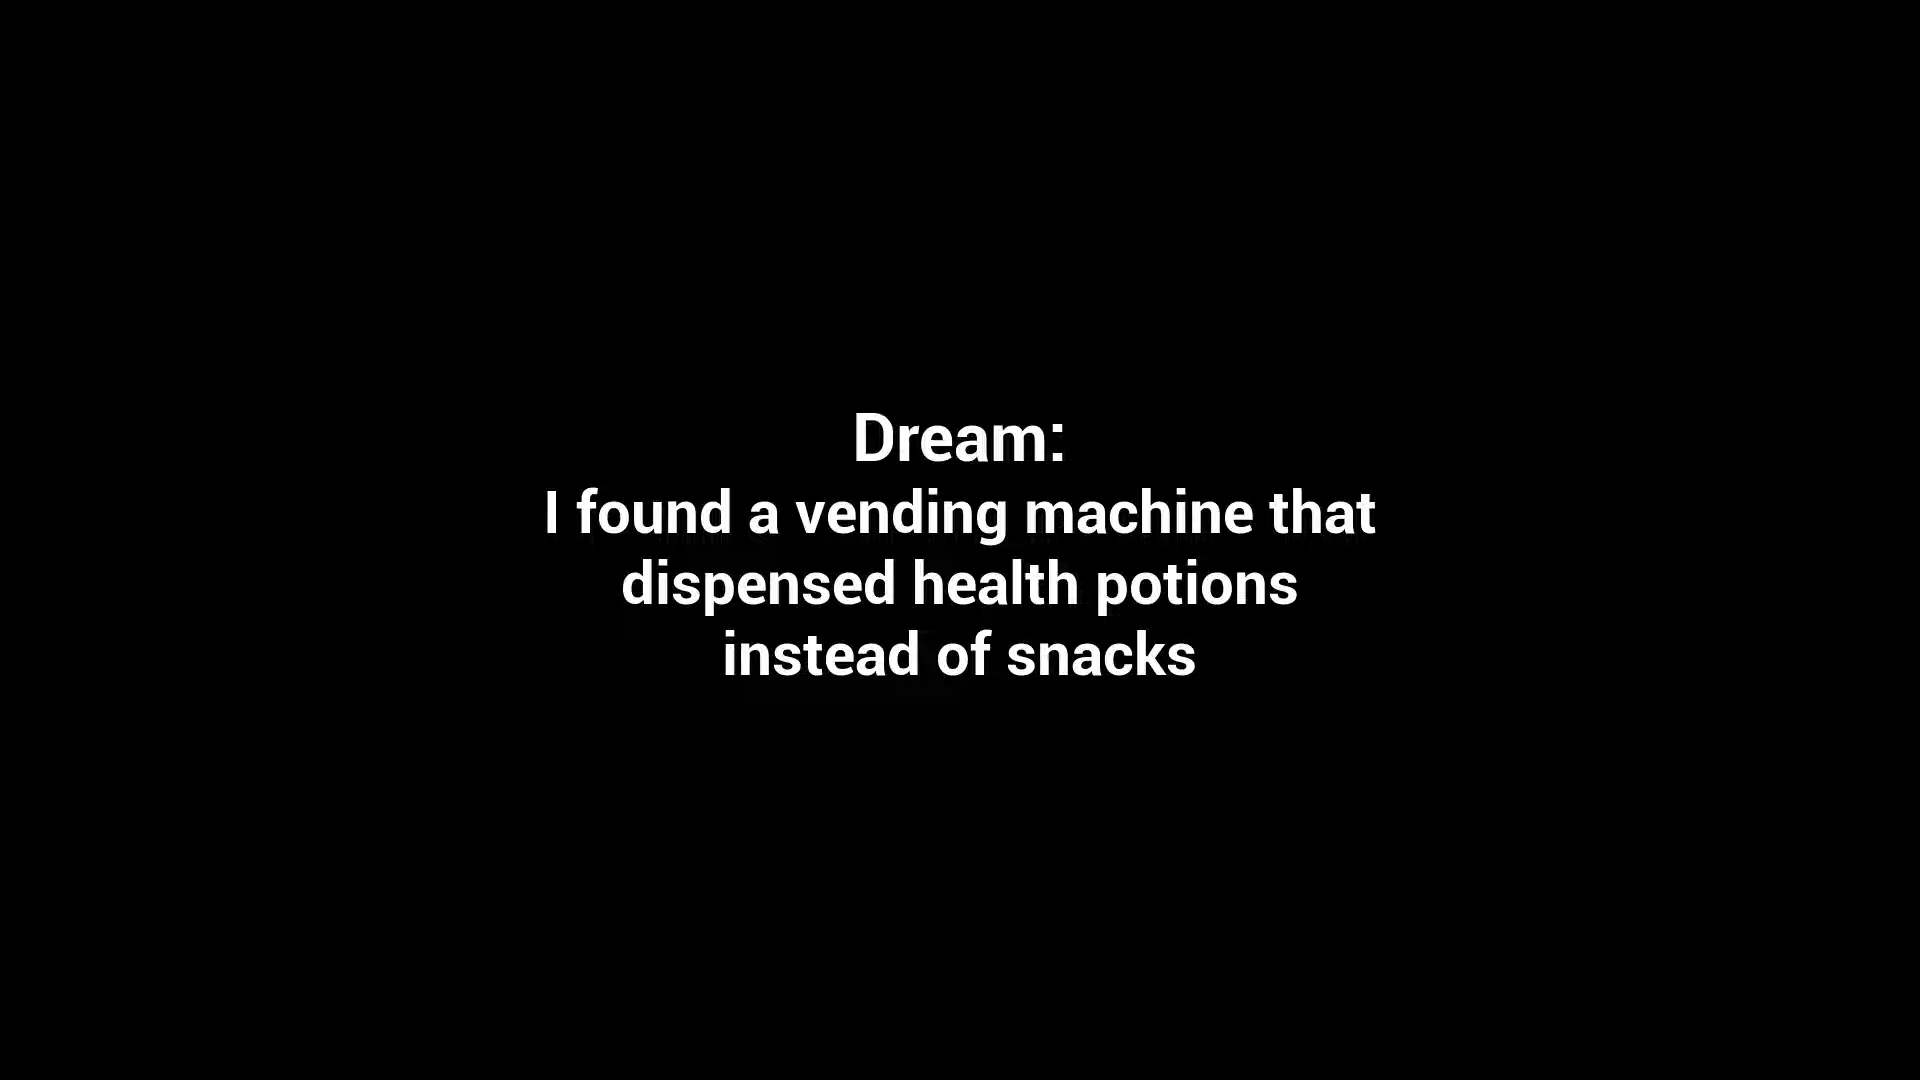 Dream:
I found a vending machine that
dispensed health potions
instead of snacks